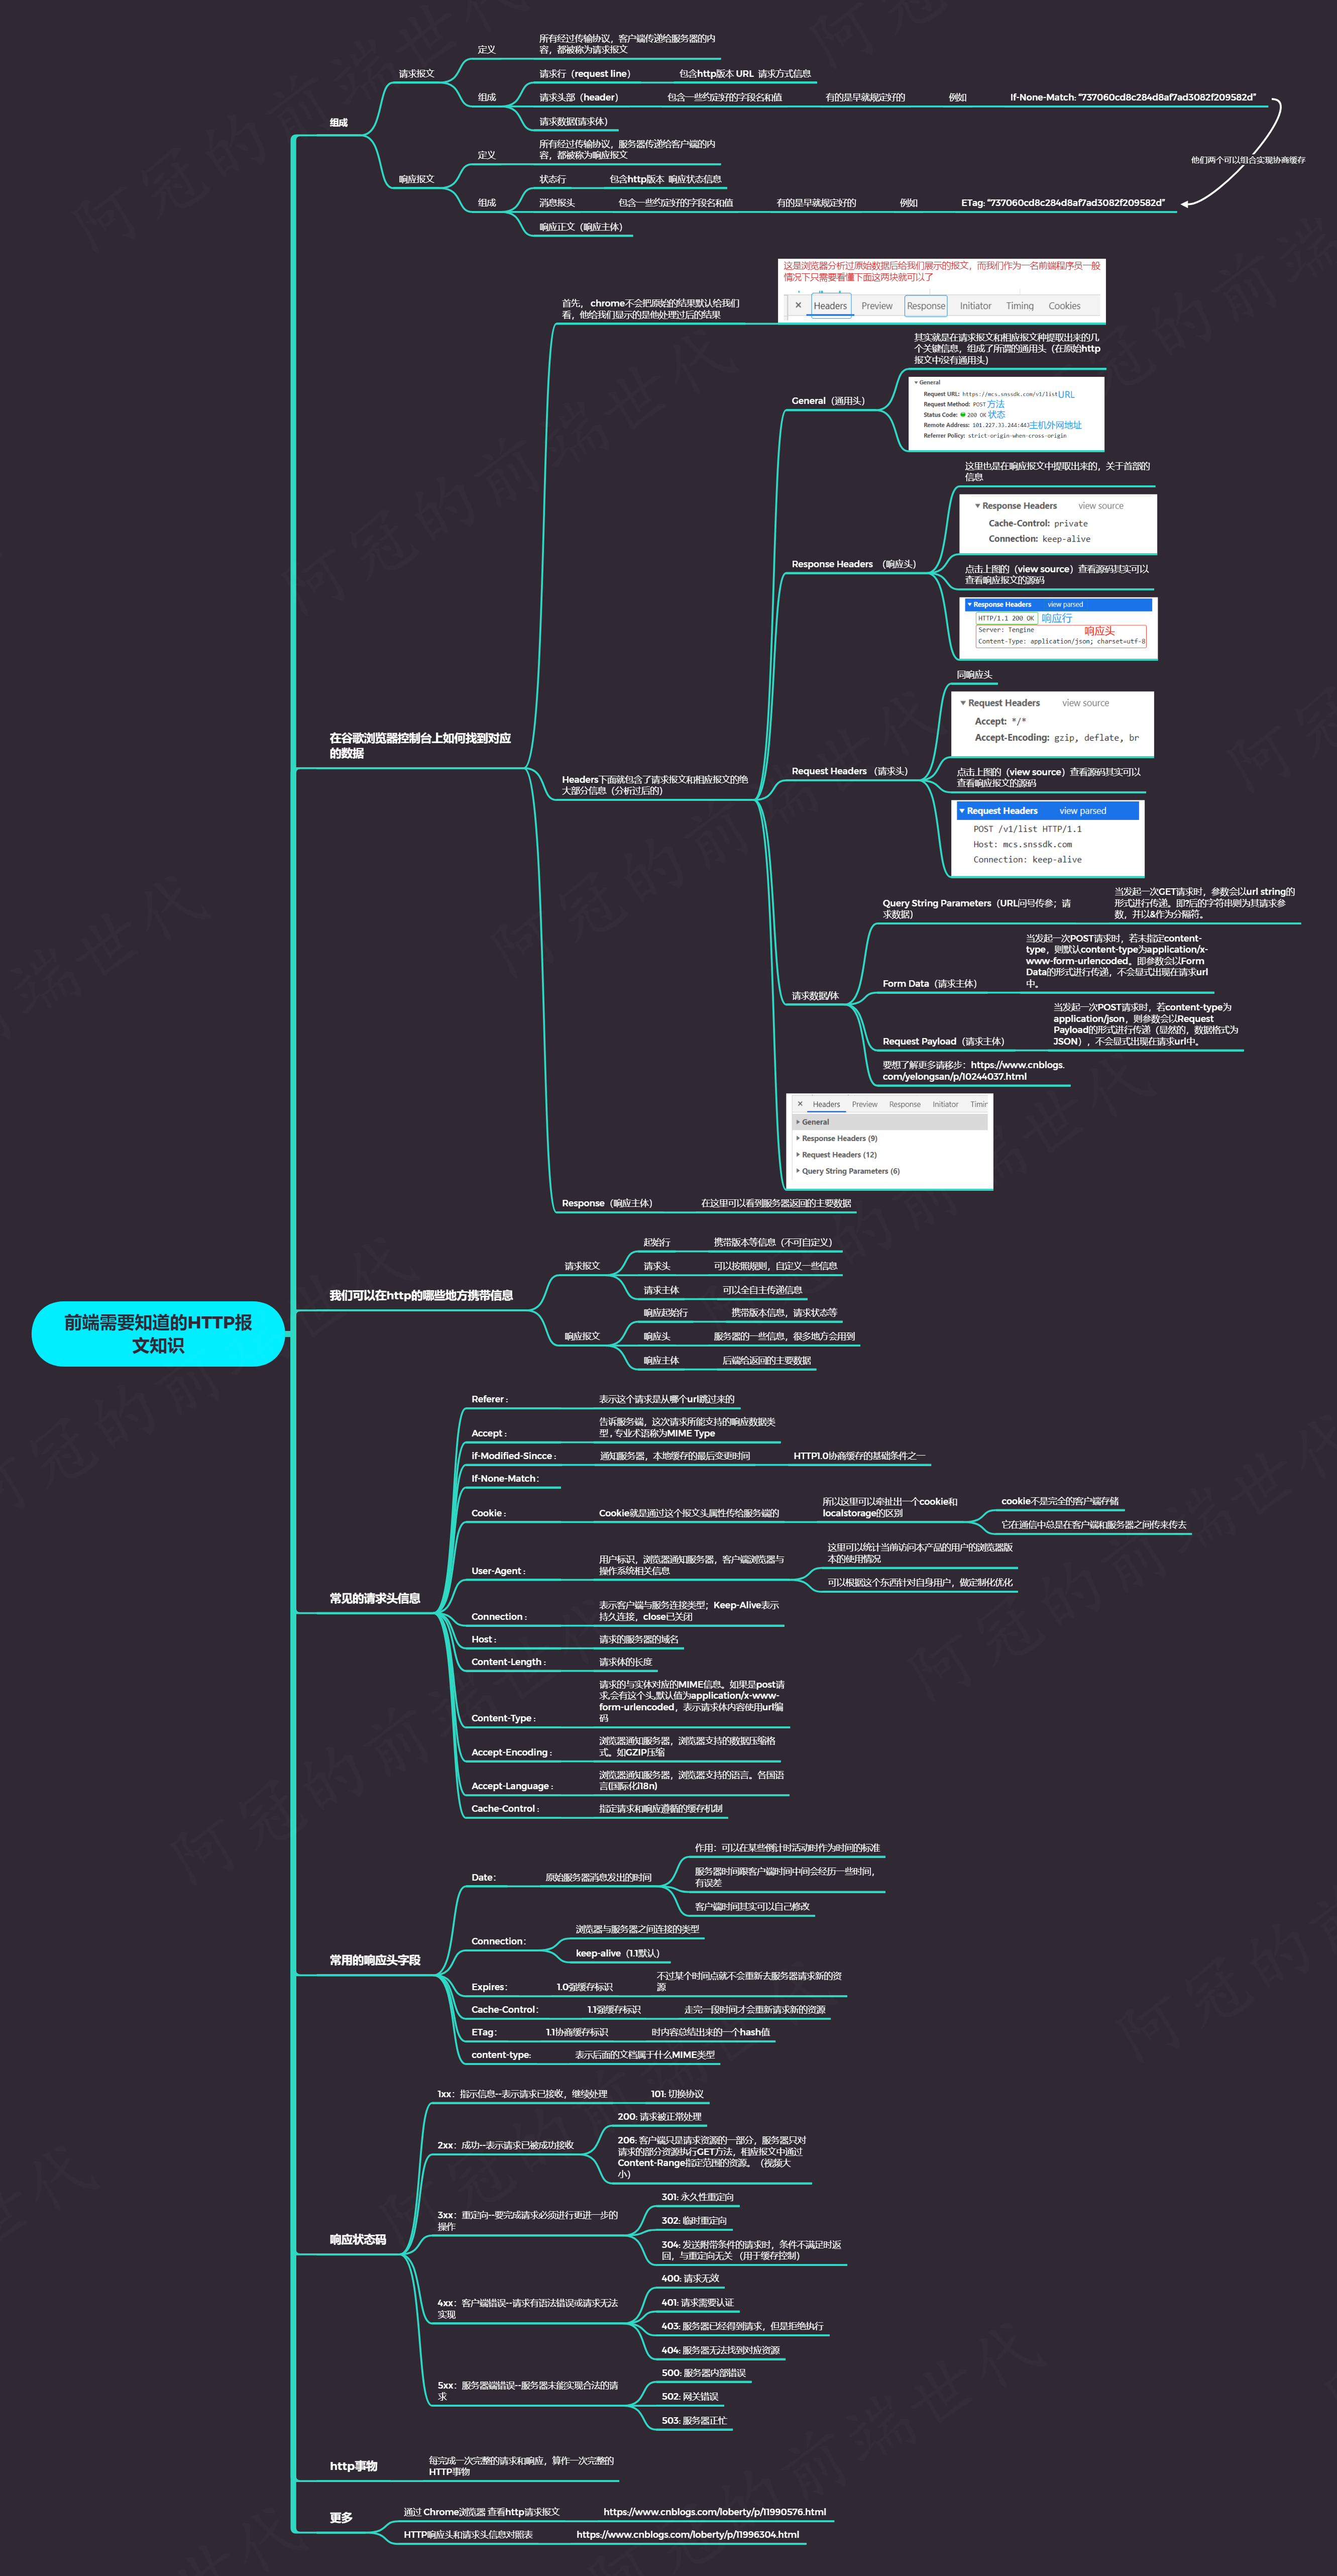 前端需要知道的HTTP报
文知识
组成
请求报文
定义
所有经过传输协议，客户端传递给服务器的内
容，都被称为请求报文
组成
请求行（request line）
包含http版本 URL 请求方式信息
请求头部（header）
包含一些约定好的字段名和值
有的是早就规定好的
例如
If-None-Match: “737060cd8c284d8af7ad3082f209582d”
请求数据(请求体)
他们两个可以组合实现协商缓存
响应报文
定义
所有经过传输协议，服务器传递给客户端的内
容，都被称为响应报文
组成
状态行
包含http版本 响应状态信息
消息报头
包含一些约定好的字段名和值
有的是早就规定好的
例如
ETag: “737060cd8c284d8af7ad3082f209582d”
响应正文（响应主体）
在谷歌浏览器控制台上如何找到对应
的数据
首先， chrome不会把原始的结果默认给我们
看，他给我们显示的是他处理过后的结果
这是浏览器分析过原始数据后给我们展示的报文，而我们作为一名前端程序员一般
情况下只需要看懂下面这两块就可以了
× Headers Preview Response Initiator Timing Cookies
Headers下面就包含了请求报文和相应报文的绝
大部分信息（分析过后的）
General（通用头）
其实就是在请求报文和相应报文种提取出来的几
个关键信息，组成了所谓的通用头（在原始http
报文中没有通用头）
General
Request URL: https://mcs.snssdk.com/v1/list URL
Request Method: POST 方法
Status Code: 200 OK 状态
Remote Address: 101.227.33.244:443 主机外网地址
Referrer Policy: strict-origin-when-cross-origin
Response Headers （响应头）
这里也是在响应报文中提取出来的，关于首部的
信息
Response Headers view source
Cache-Control: private
Connection: keep-alive
点击上图的（view source）查看源码其实可以
查看响应报文的源码
Response Headers view parsed
HTTP/1.1 200 OK 响应行
Server: Tengine 响应头
Content-Type: application/json; charset=utf-8
Request Headers （请求头）
同响应头
Request Headers view source
Accept: */*
Accept-Encoding: gzip, deflate, br
点击上图的（view source）查看源码其实可以
查看响应报文的源码
Request Headers view parsed
POST /v1/list HTTP/1.1
Host: mcs.snssdk.com
Connection: keep-alive
请求数据/体
Query String Parameters（URL问号传参；请
求数据）
当发起一次GET请求时，参数会以url string的
形式进行传递。即?后的字符串则为其请求参
数，并以&作为分隔符。
Form Data（请求主体）
当发起一次POST请求时，若未指定content-
type，则默认content-type为application/x-
www-form-urlencoded。即参数会以Form
Data的形式进行传递，不会显式出现在请求url
中。
Request Payload（请求主体）
当发起一次POST请求时，若content-type为
application/json，则参数会以Request
Payload的形式进行传递（显然的，数据格式为
JSON），不会显式出现在请求url中。
要想了解更多请移步：https://www.cnblogs.
com/yelongsan/p/10244037.html
× Headers Preview Response Initiator Timir
General
Response Headers (9)
Request Headers (12)
Query String Parameters (6)
Response（响应主体）
在这里可以看到服务器返回的主要数据
我们可以在http的哪些地方携带信息
请求报文
起始行
携带版本等信息（不可自定义）
请求头
可以按照规则，自定义一些信息
请求主体
可以全自主传递信息
响应报文
响应起始行
携带版本信息，请求状态等
响应头
服务器的一些信息，很多地方会用到
响应主体
后端给返回的主要数据
常见的请求头信息
Referer :
表示这个请求是从哪个url跳过来的
Accept :
告诉服务端，这次请求所能支持的响应数据类
型 , 专业术语称为MIME Type
if-Modified-Sincce :
通知服务器，本地缓存的最后变更时间
HTTP1.0协商缓存的基础条件之一
If-None-Match：
Cookie :
Cookie就是通过这个报文头属性传给服务端的
所以这里可以牵扯出一个cookie和
localstorage的区别
cookie不是完全的客户端存储
它在通信中总是在客户端和服务器之间传来传去
User-Agent :
用户标识，浏览器通知服务器，客户端浏览器与
操作系统相关信息
这里可以统计当前访问本产品的用户的浏览器版
本的使用情况
可以根据这个东西针对自身用户，做定制化优化
Connection :
表示客户端与服务连接类型；Keep-Alive表示
持久连接，close已关闭
Host :
请求的服务器的域名
Content-Length :
请求体的长度
Content-Type :
请求的与实体对应的MIME信息。如果是post请
求,会有这个头,默认值为application/x-www-
form-urlencoded，表示请求体内容使用url编
码
Accept-Encoding :
浏览器通知服务器，浏览器支持的数据压缩格
式。如GZIP压缩
Accept-Language :
浏览器通知服务器，浏览器支持的语言。各国语
言(国际化i18n)
Cache-Control :
指定请求和响应遵循的缓存机制
常用的响应头字段
Date：
原始服务器消息发出的时间
作用：可以在某些倒计时活动时作为时间的标准
服务器时间跟客户端时间中间会经历一些时间，
有误差
客户端时间其实可以自己修改
Connection：
浏览器与服务器之间连接的类型
keep-alive（1.1默认）
Expires：
1.0强缓存标识
不过某个时间点就不会重新去服务器请求新的资
源
Cache-Control：
1.1强缓存标识
走完一段时间才会重新请求新的资源
ETag：
1.1协商缓存标识
时内容总结出来的一个hash值
content-type:
表示后面的文档属于什么MIME类型
响应状态码
1xx：指示信息--表示请求已接收，继续处理
101: 切换协议
2xx：成功--表示请求已被成功接收
200: 请求被正常处理
206: 客户端只是请求资源的一部分，服务器只对
请求的部分资源执行GET方法，相应报文中通过
Content-Range指定范围的资源。（视频大
小）
3xx：重定向--要完成请求必须进行更进一步的
操作
301: 永久性重定向
302: 临时重定向
304: 发送附带条件的请求时，条件不满足时返
回，与重定向无关 （用于缓存控制）
4xx：客户端错误--请求有语法错误或请求无法
实现
400: 请求无效
401: 请求需要认证
403: 服务器已经得到请求，但是拒绝执行
404: 服务器无法找到对应资源
5xx：服务器端错误--服务器未能实现合法的请
求
500: 服务器内部错误
502: 网关错误
503: 服务器正忙
http事物
每完成一次完整的请求和响应，算作一次完整的
HTTP事物
更多
通过 Chrome浏览器 查看http请求报文
https://www.cnblogs.com/loberty/p/11990576.html
HTTP响应头和请求头信息对照表
https://www.cnblogs.com/loberty/p/11996304.html
阿冠的前端世代